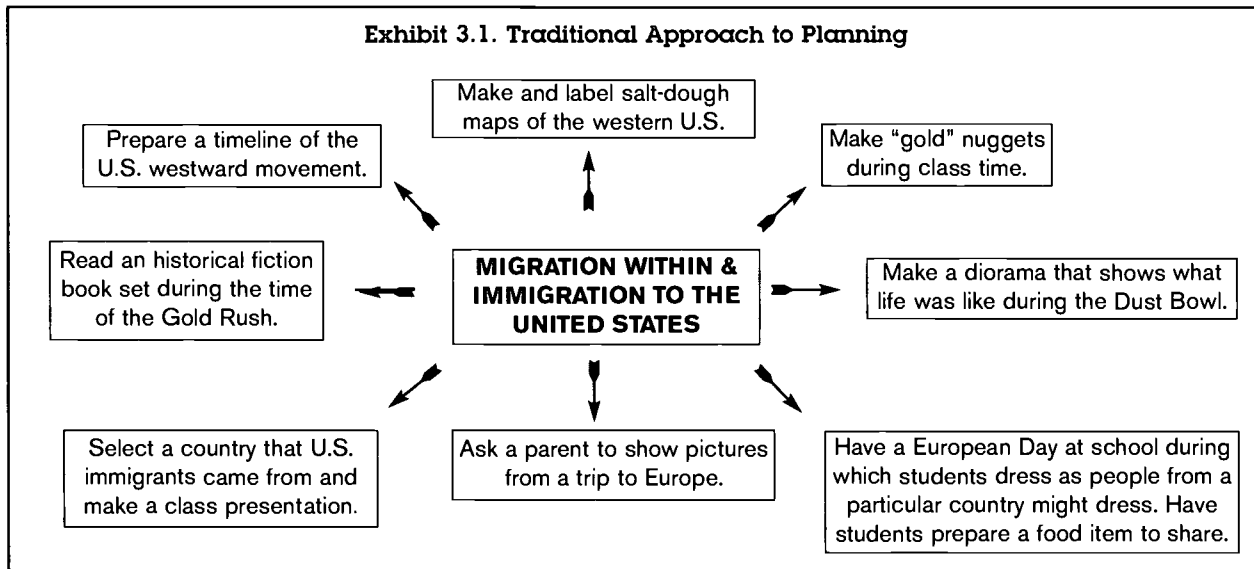 Exhibit 3.1. Traditional Approach to Planning
Make and label salt-dough
maps of the western U.S.
Prepare a timeline of the
U.S. westward movement.
Make "gold" nuggets
during class time.
Read an historical fiction
book set during the time
of the Gold Rush.
MIGRATION WITHIN &
IMMIGRATION TO THE
UNITED STATES
Make a diorama that shows what
life was like during the Dust Bowl.
Select a country that U.S.
immigrants came from and
make a class presentation.
Ask a parent to show pictures
from a trip to Europe.
Have a European Day at school during
which students dress as people from a
particular country might dress. Have
students prepare a food item to share.